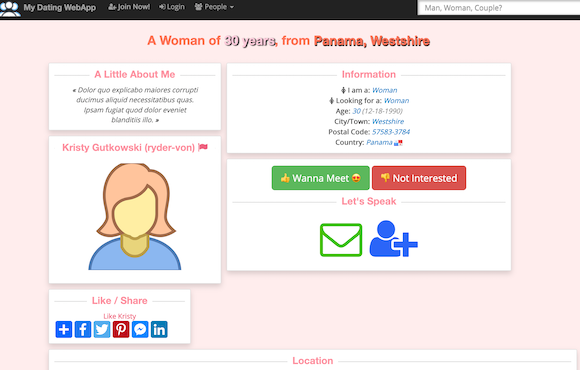 My Dating WebApp Join Now! Login People Man, Woman, Couple?
A Woman of 30 years, from Panama, Westshire
A Little About Me
« Dolor quo explicabo maiores corrupti
ducimus aliquid necessitatibus quas.
Ipsam fugiat quod dolor eveniet
blanditiis illo. »
Kristy Gutkowski (ryder-von)
Information
I am a: Woman
Looking for a: Woman
Age: 30 (12-18-1990)
City/Town: Westshire
Postal Code: 57583-3784
Country: Panama
Wanna Meet Not Interested
Let's Speak
Like / Share
Like Kristy
Location